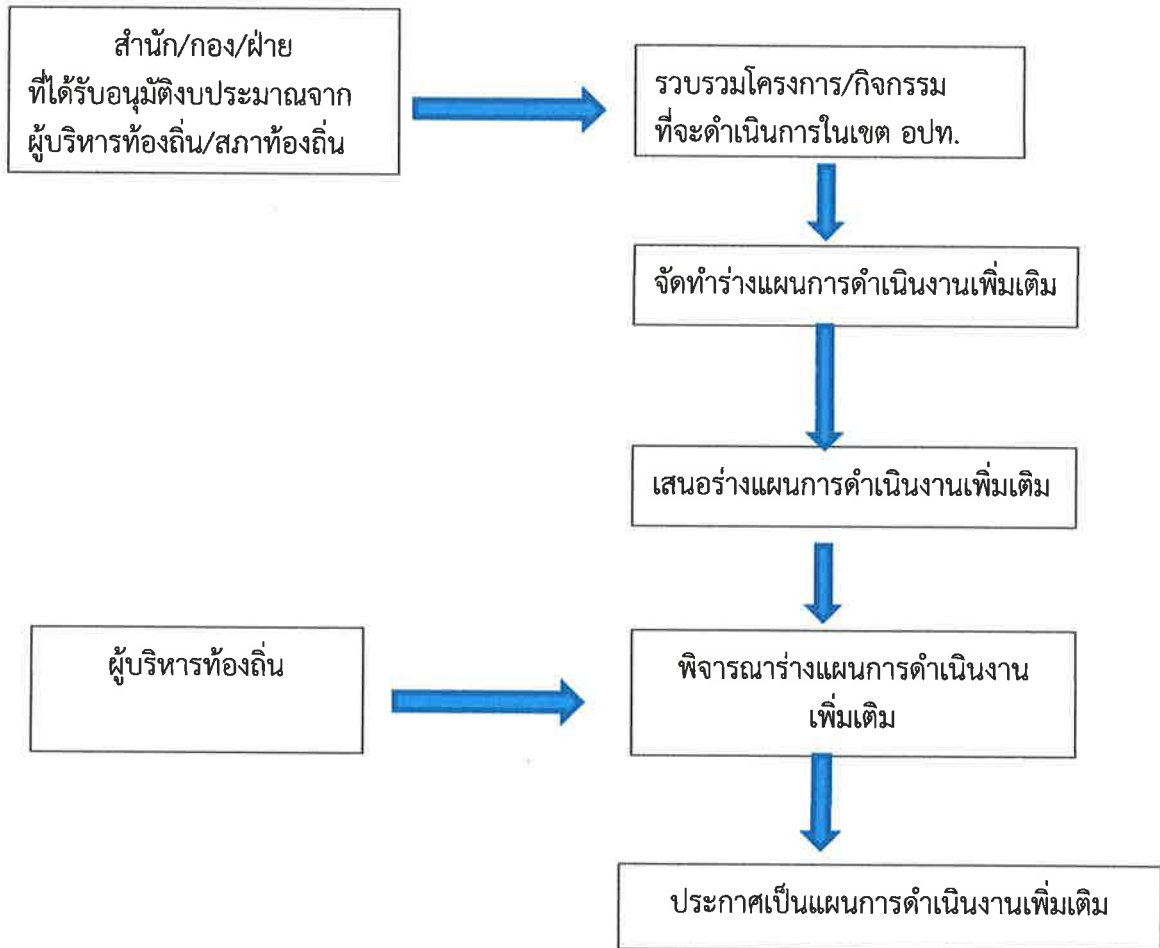 สำนัก/กอง/ฝ่าย
ที่ได้รับอนุมัติงบประมาณจาก
ผู้บริหารท้องถิ่น/สภาท้องถิ่น
รวบรวมโครงการ/กิจกรรม
ที่จะดำเนินการในเขต อปท.
จัดทำร่างแผนการดำเนินงานเพิ่มเติม
เสนอร่างแผนการดำเนินงานเพิ่มเติม
ผู้บริหารท้องถิ่น
พิจารณาร่างแผนการดำเนินงาน
เพิ่มเติม
ประกาศเป็นแผนการดำเนินงานเพิ่มเติม